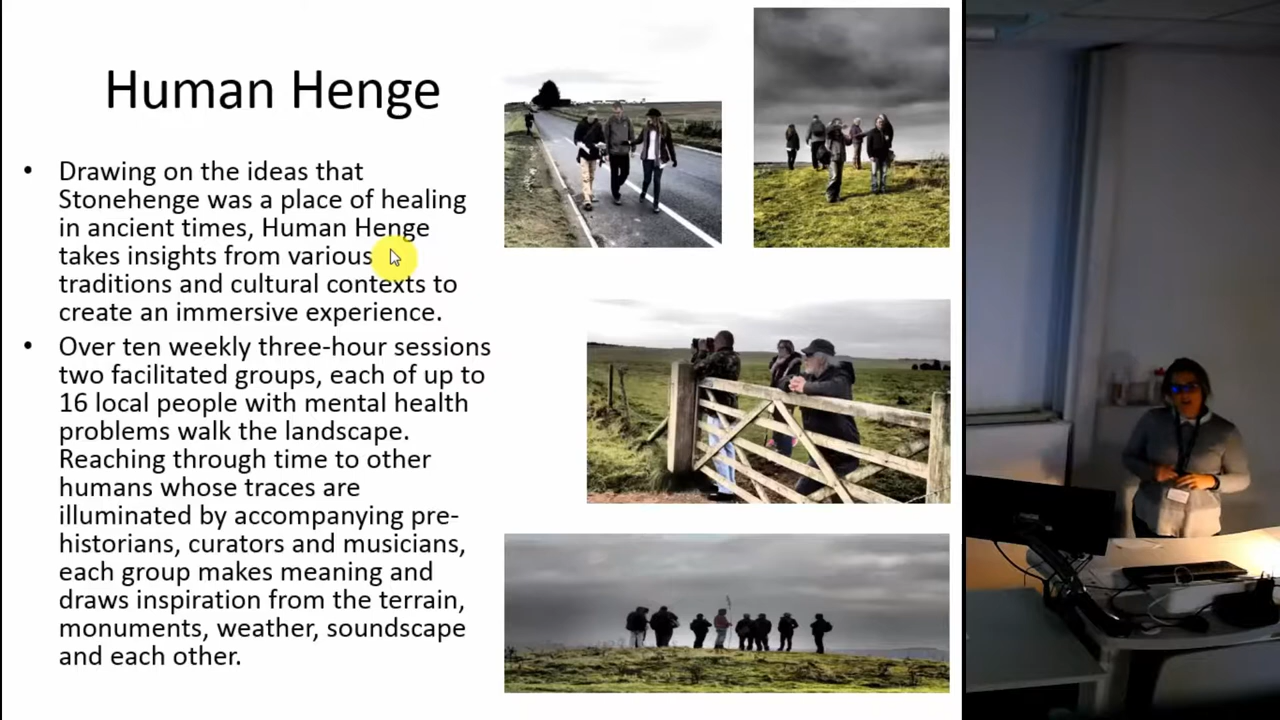 Human Henge
• Drawing on the ideas that
Stonehenge was a place of healing
in ancient times, Human Henge
takes insights from various
traditions and cultural contexts to
create an immersive experience.
• Over ten weekly three-hour sessions
two facilitated groups, each of up to
16 local people with mental health
problems walk the landscape.
Reaching through time to other
humans whose traces are
illuminated by accompanying pre-
historians, curators and musicians,
each group makes meaning and
draws inspiration from the terrain,
monuments, weather, soundscape
and each other.